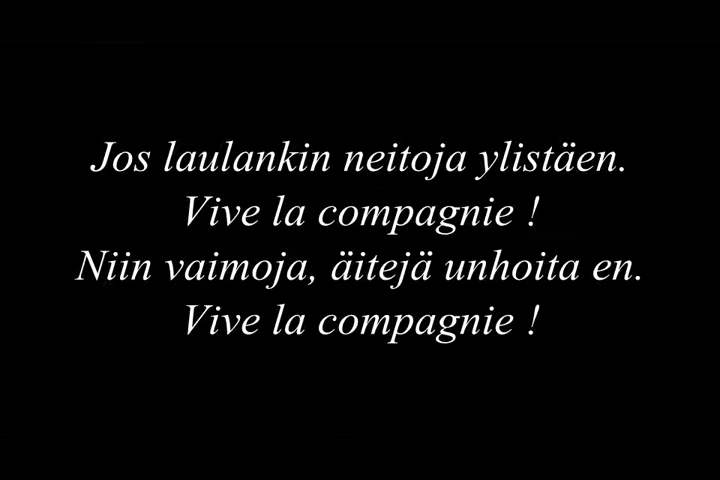 Jos laulankin neitoja ylistäen.
Vive la compagnie !
Niin vaimoja, äitejä unhoita en.
Vive la compagnie !